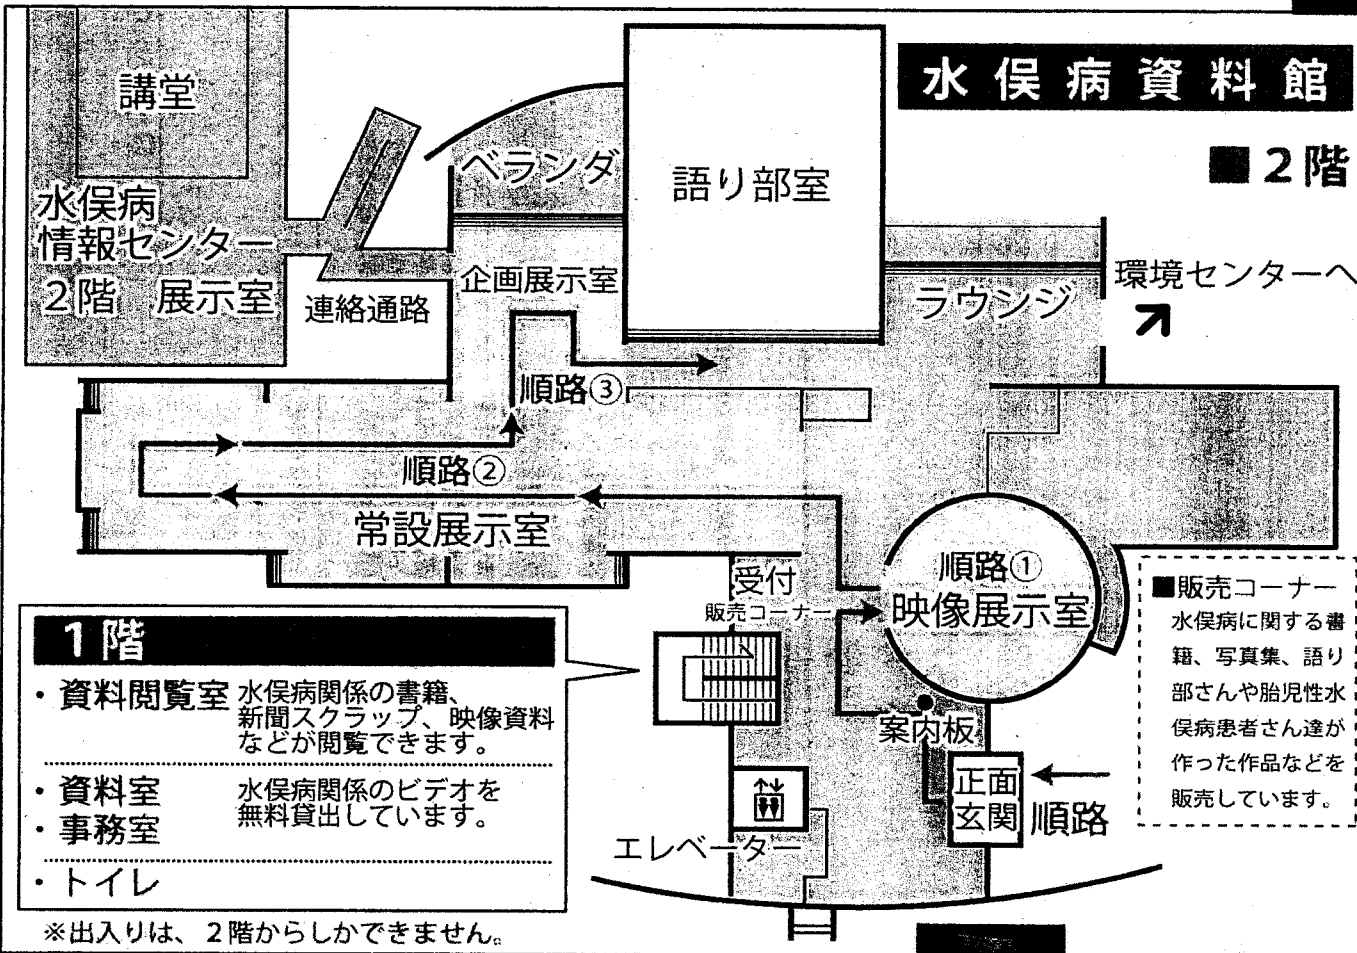 水俣病資料館
■2階
講堂
水俣病
情報センター
2階 展示室
連絡通路
ベランダ
企画展示室
語り部室
ラウンジ
環境センターへ
順路③
順路②
常設展示室
受付
販売コーナー
順路①
映像展示室
案内板
正面
玄関
順路
エレベーター
■販売コーナー
水俣病に関する書
籍、写真集、語り
部さんや胎児性水
俣病患者さん達が
作った作品などを
販売しています。
1階
・資料閲覧室 水俣病関係の書籍、
新聞スクラップ、映像資料
などが閲覧できます。
・資料室 水俣病関係のビデオを
無料貸出しています。
・事務室
・トイレ
※出入りは、2階からしかできません。